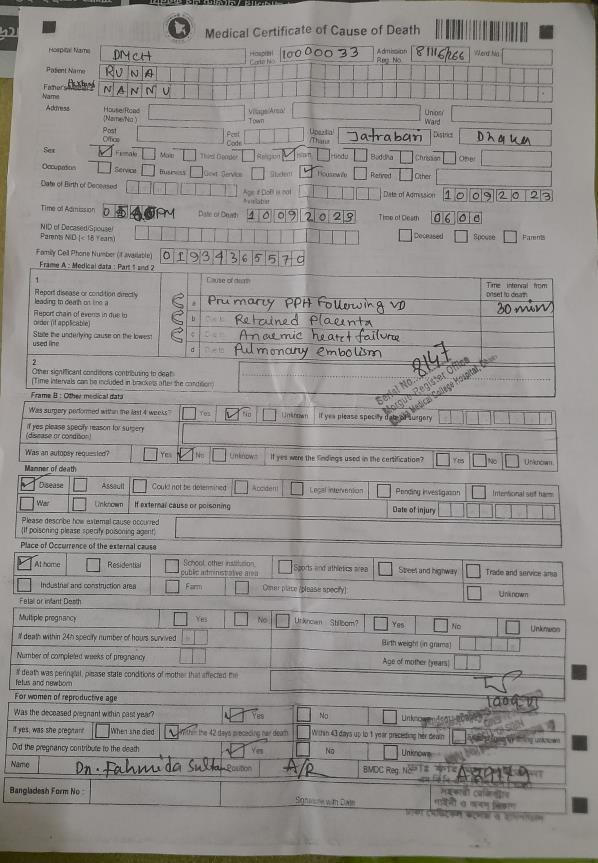 Medical Certificate of Cause of Death
Hospital Name DMCH Hospital Code No. 10000033 Admission Reg. No. Ward No.
Patient Name RUNA
Father's Name NANNU
Address House/Road (Name/No.) Village/Area/Town Union/Ward
Post Office Post Code Upazilla/Thana Jatrabari District Dhaka
Sex Female Male Third Gender Religion Islam Hindu Buddha Christian Other
Occupation Service Business Govt. Service Student Housewife Retired Other
Date of Birth of Deceased Age if DoB is not Available Date of Admission 10092023
Time of Admission PM Date of Death 10092023 Time of Death 0600
NID of Deceased/Spouse/Parents NID (< 18 Years) Deceased Spouse Parents
Family Cell Phone Number (if available) 01934365570
Frame A : Medical data : Part 1 and 2
1 Cause of death Time interval from onset to death
Report disease or condition directly leading to death on line a
a Primary PPH following VD 30 min
Report chain of events in due to order (if applicable)
b Due to Retained Placenta
State the underlying cause on the lowest used line
c Due to Anaemic heart failure
d Due to Pulmonary embolism
2
Other significant conditions contributing to death
(Time intervals can be included in brackets after the condition)
Serial No. 8147
Morgue Register Office
Dhaka Medical College Hospital, Dhaka
Frame B : Other medical data
Was surgery performed within the last 4 weeks? Yes No Unknown If yes please specify date of surgery
If yes please specify reason for surgery (disease or condition)
Was an autopsy requested? Yes No Unknown If yes were the findings used in the certification? Yes No Unknown
Manner of death
Disease Assault Could not be determined Accident Legal intervention Pending investigation Intentional self harm
War Unknown If external cause or poisoning Date of injury
Please describe how external cause occurred
(If poisoning please specify poisoning agent)
Place of Occurrence of the external cause
At home Residential School, other institution, public administrative area Sports and athletics area Street and highway Trade and service area
Industrial and construction area Farm Other place (please specify): Unknown
Fetal or infant Death
Multiple pregnancy Yes No Unknown Stillborn? Yes No Unknown
If death within 24h specify number of hours survived Birth weight (in grams)
Number of completed weeks of pregnancy Age of mother (years)
If death was perinatal, please state conditions of mother that affected the fetus and newborn
For women of reproductive age
Was the deceased pregnant within past year? Yes No Unknown
If yes, was she pregnant When she died Within the 42 days preceding her death Within 43 days up to 1 year preceding her death
Did the pregnancy contribute to the death Yes No Unknown
Name Dr. Fahmida Sultana Position A/R BMDC Reg. No. A89179
Bangladesh Form No : Signature with Date